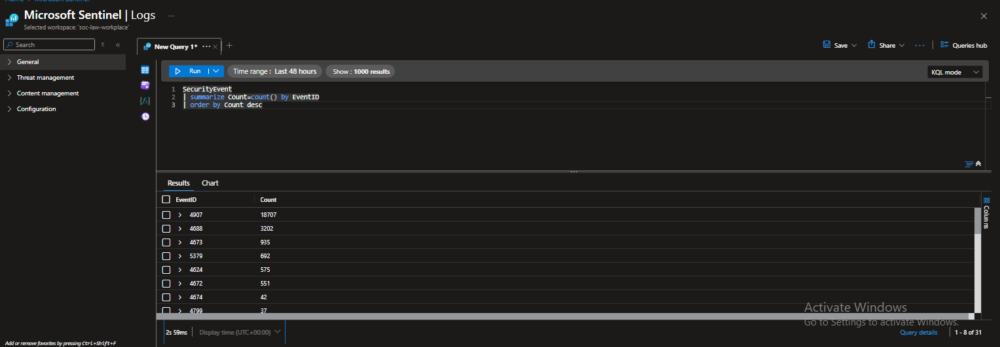 Home > Microsoft Sentinel
Microsoft Sentinel | Logs ...
Selected workspace: 'soc-law-workplace'
Search
General
Threat management
Content management
Configuration
New Query 1* ··· × +
Save Share ··· Queries hub
Run Time range : Last 48 hours Show : 1000 results KQL mode
1 SecurityEvent
2 | summarize Count=count() by EventID
3 | order by Count desc
Results Chart
EventID Count
4907 18707
4688 3202
4673 935
5379 692
4624 575
4672 551
4674 42
4799 37
Columns
Activate Windows
Go to Settings to activate Windows.
2s 59ms Display time (UTC+00:00) Query details 1 - 8 of 31
Add or remove favorites by pressing Ctrl+Shift+F